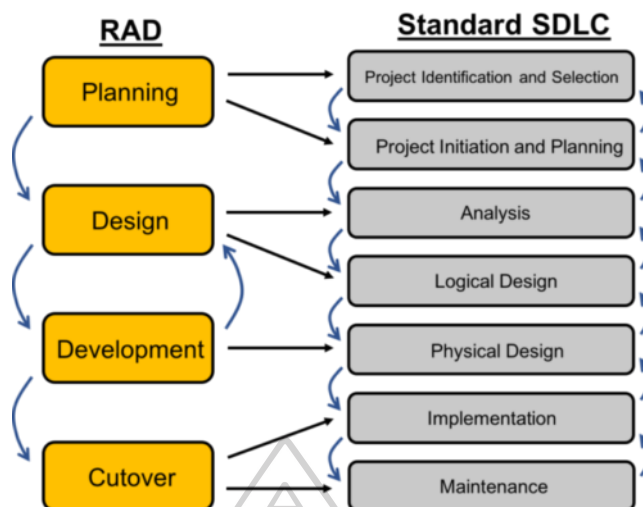 RAD
Standard SDLC
Planning
Project Identification and Selection
Project Initiation and Planning
Design
Analysis
Logical Design
Development
Physical Design
Implementation
Cutover
Maintenance